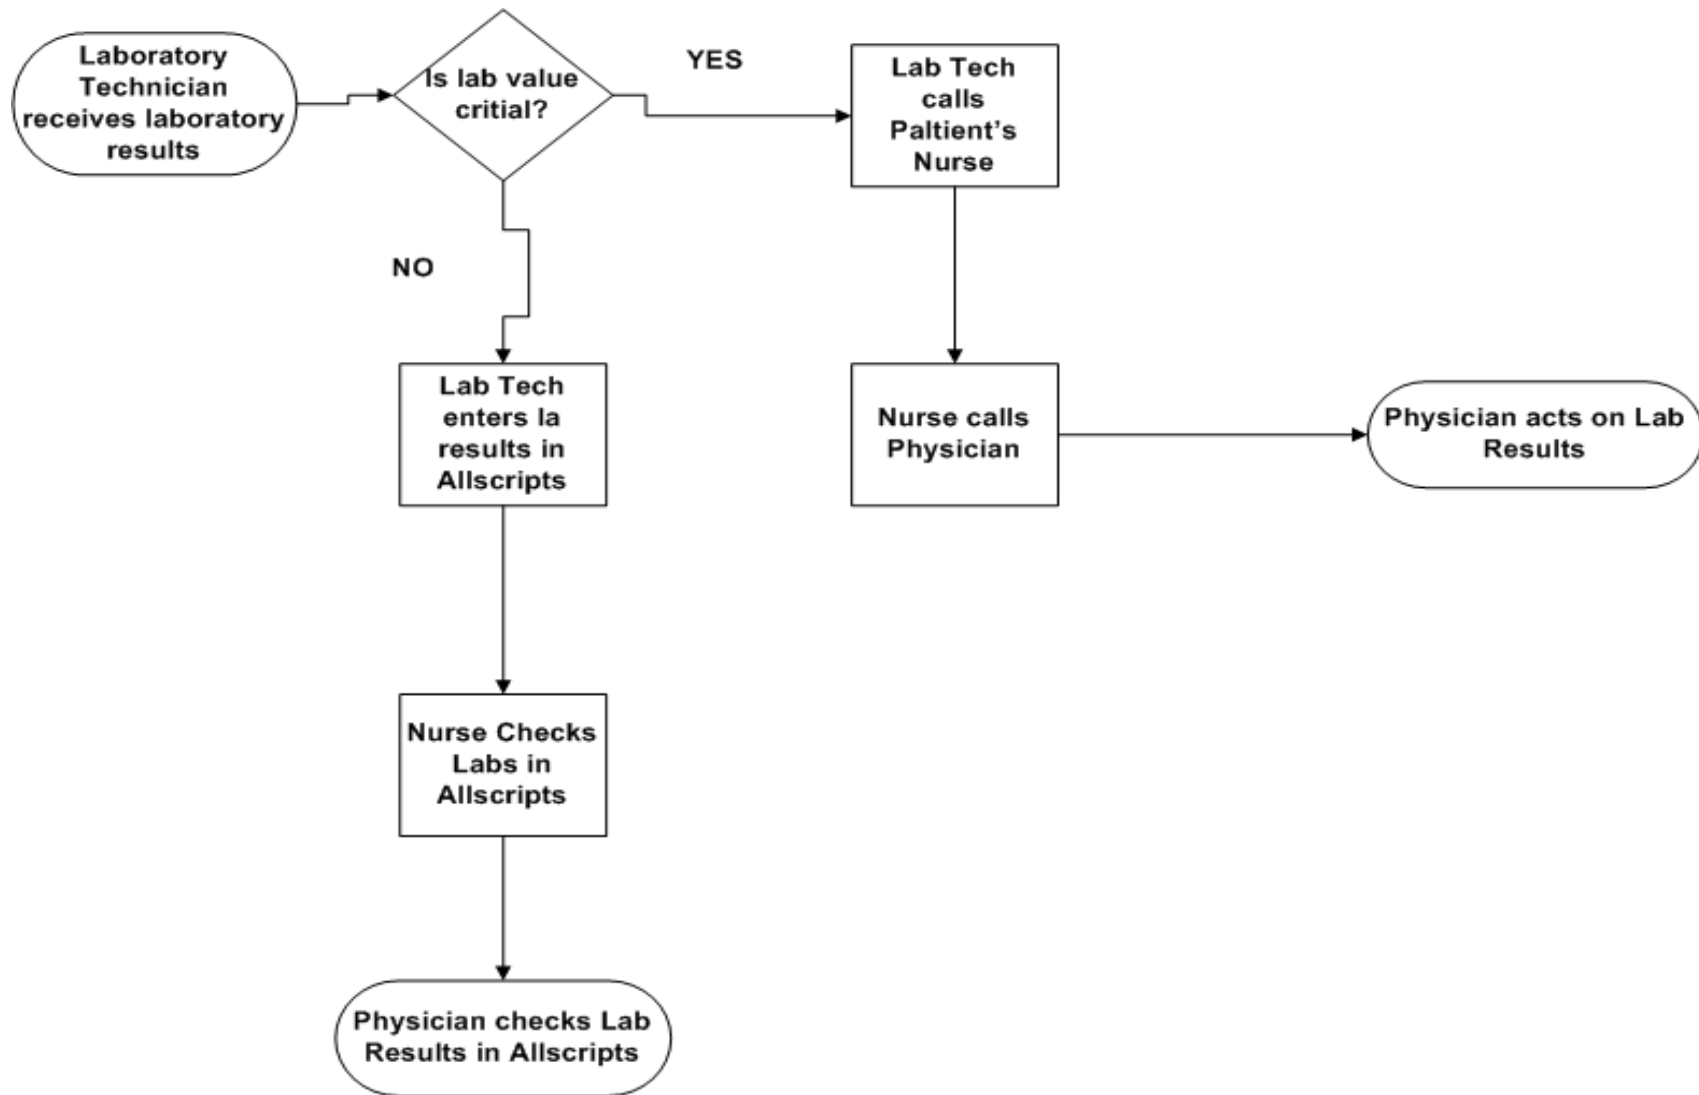 Laboratory
Technician
receives laboratory
results
Is lab value
critial?
YES
Lab Tech
calls
Paltient's
Nurse
NO
Lab Tech
enters la
results in
Allscripts
Nurse calls
Physician
Physician acts on Lab
Results
Nurse Checks
Labs in
Allscripts
Physician checks Lab
Results in Allscripts